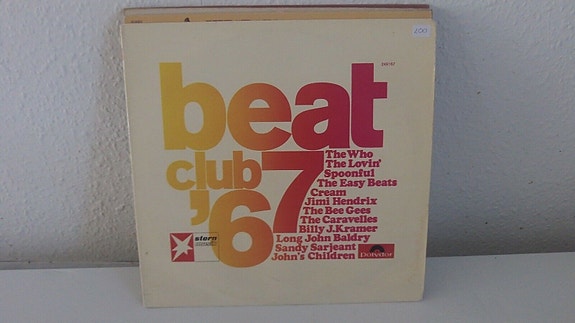 beat
club
'67
The Who
The Lovin'
Spoonful
The Easy Beats
Cream
Jimi Hendrix
The Bee Gees
The Caravelles
Billy J.Kramer
Long John Baldry
Sandy Sarjeant
John's Children
stern
Polydor